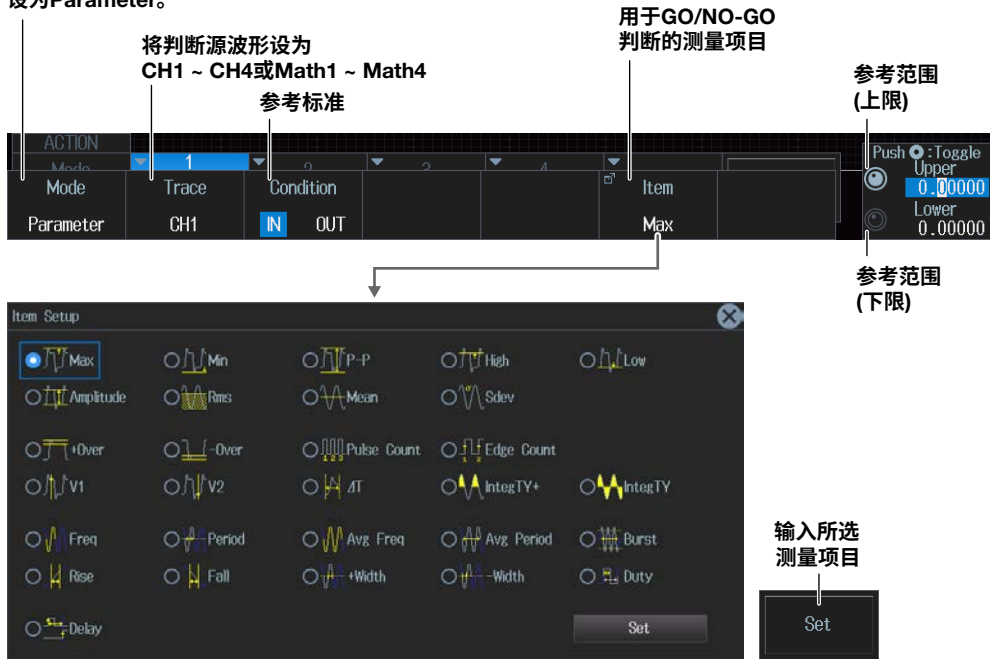 设为Parameter。
用于GO/NO-GO
判断的测量项目
将判断源波形设为
CH1 ~ CH4或Math1 ~ Math4
参考标准
参考范围
(上限)
ACTION
Mode 1 2 3 4
Push :Toggle
Mode Trace Condition Item
Upper
0.00000
Parameter CH1 IN OUT Max
Lower
0.00000
参考范围
(下限)
Item Setup
Max Min P-P High Low
Amplitude Rms Mean Sdev
+Over -Over Pulse Count Edge Count
V1 V2 ΔT IntegTY+ IntegTY
Freq Period Avg Freq Avg Period Burst
Rise Fall +Width -Width Duty
Delay
Set
输入所选
测量项目
Set